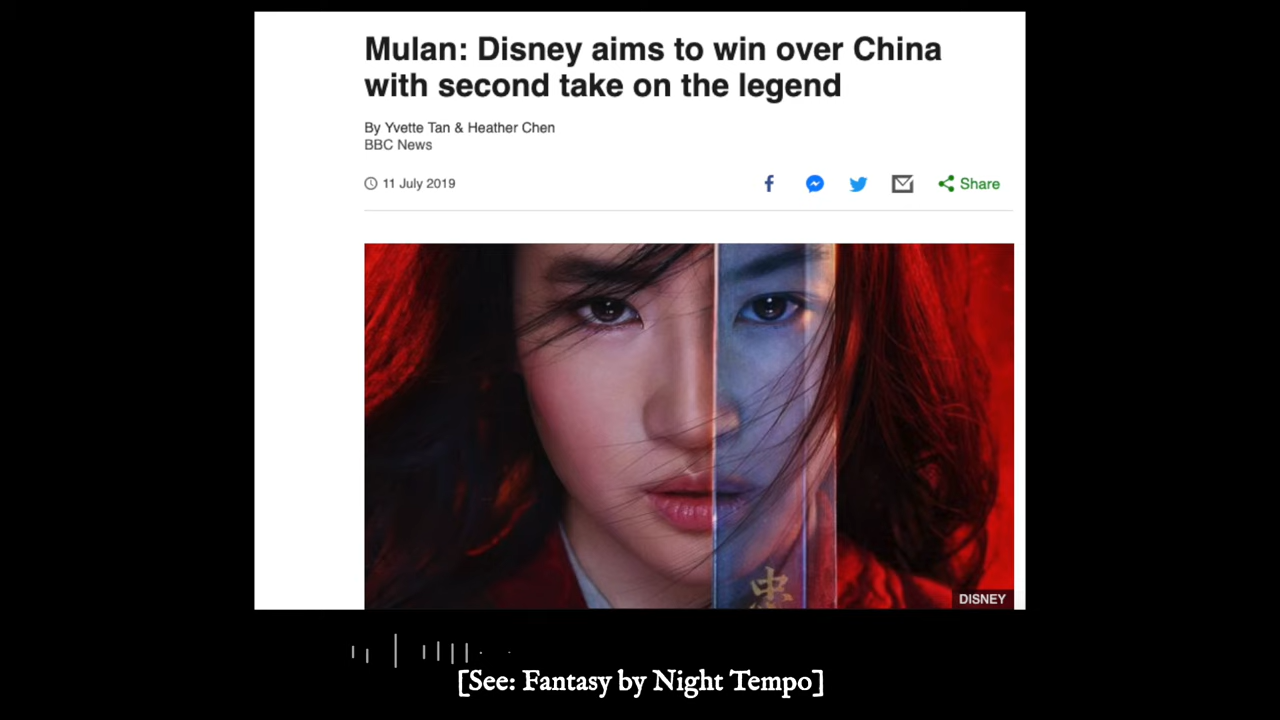 Mulan: Disney aims to win over China
with second take on the legend
By Yvette Tan & Heather Chen
BBC News
11 July 2019
Share
忠
DISNEY
[See: Fantasy by Night Tempo]